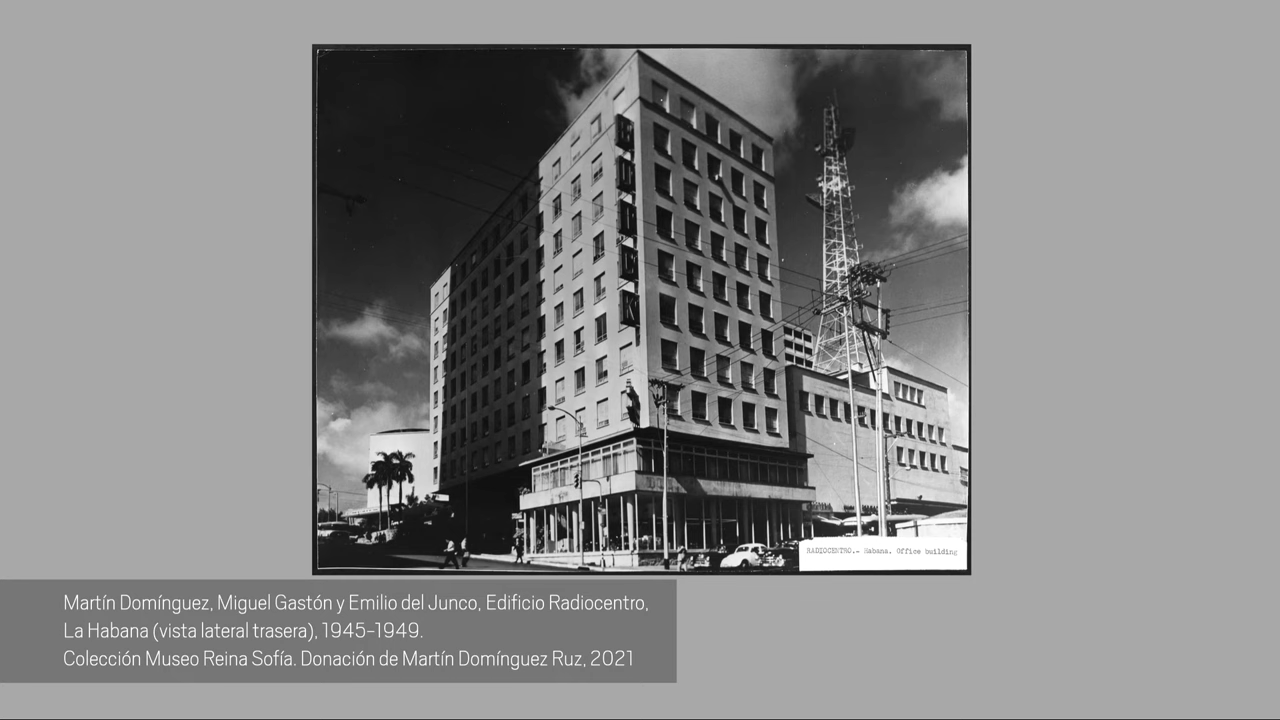 RADIOCENTRO.- Habana. Office building
Martín Domínguez, Miguel Gastón y Emilio del Junco, Edificio Radiocentro,
La Habana (vista lateral trasera), 1945-1949.
Colección Museo Reina Sofía. Donación de Martín Domínguez Ruz, 2021